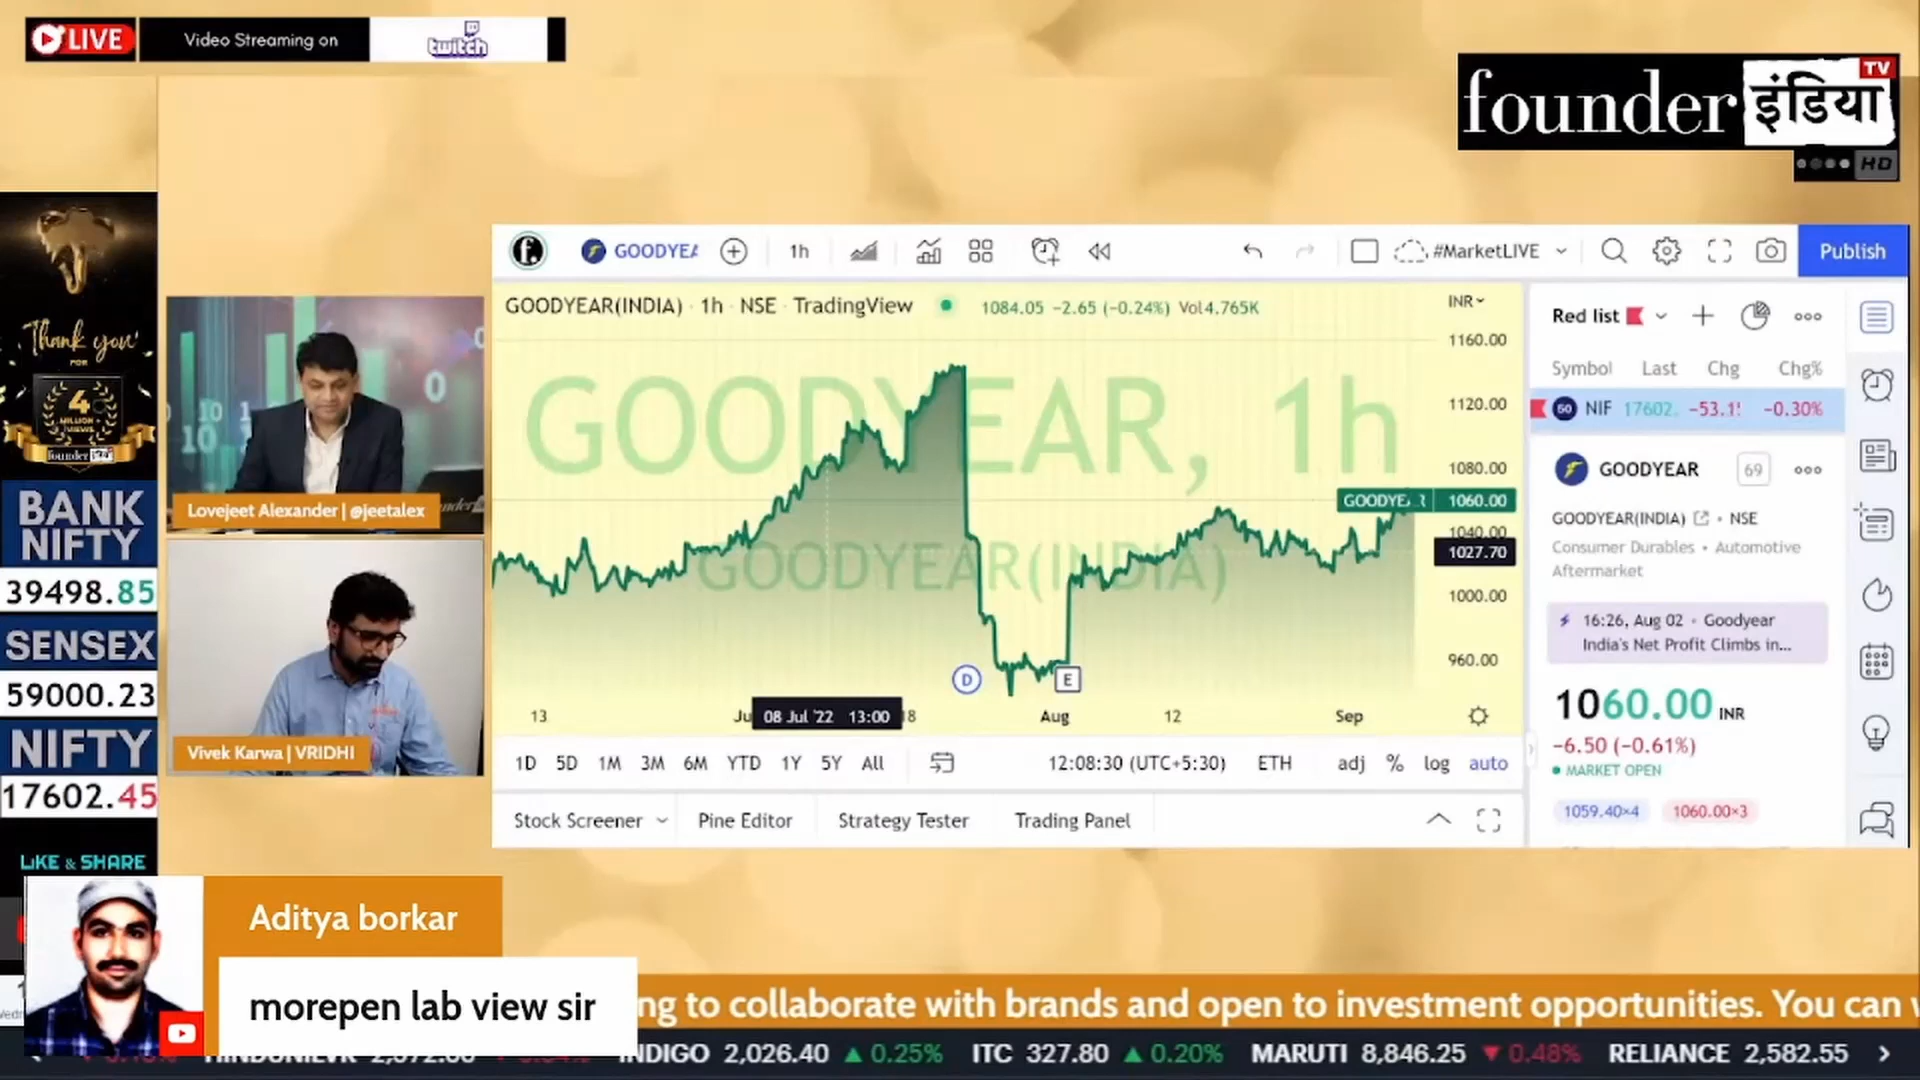 LIVE
Video Streaming on
twitch
founder इंडिया TV
HD
Thank you
FOR
4
MILLION+
VIEWS
founder इंडिया
BANK
NIFTY
39498.85
SENSEX
59000.23
NIFTY
17602.45
LIKE & SHARE
Lovejeet Alexander | @jeetalex
Vivek Karwa | VRIDHI
GOODYEA
1h
#MarketLIVE
Publish
GOODYEAR(INDIA) · 1h · NSE TradingView
1084.05 −2.65 (−0.24%) Vol4.765K
INR
GOODYEAR, 1h
GOODYEAR(INDIA)
1160.00
1120.00
1080.00
GOODYE 1060.00
1040.00
1027.70
1000.00
960.00
D
E
13
Ju
08 Jul '22 13:00
18
Aug
12
Sep
1D 5D 1M 3M 6M YTD 1Y 5Y All
12:08:30 (UTC+5:30)
ETH
adj % log auto
Stock Screener
Pine Editor
Strategy Tester
Trading Panel
Red list
Symbol Last Chg Chg%
50 NIF 17602. −0.30%
GOODYEAR
69
GOODYEAR(INDIA) • NSE
Consumer Durables • Automotive
Aftermarket
16:26, Aug 02 • Goodyear
India's Net Profit Climbs in...
1060.00 INR
−6.50 (−0.61%)
MARKET OPEN
1059.40×4
1060.00×3
Aditya borkar
morepen lab view sir
ng to collaborate with brands and open to investment opportunities. You can
INDIGO 2,026.40 ▲ 0.25% ITC 327.80 ▲ 0.20% MARUTI 8,846.25 ▼ 0.48% RELIANCE 2,582.55